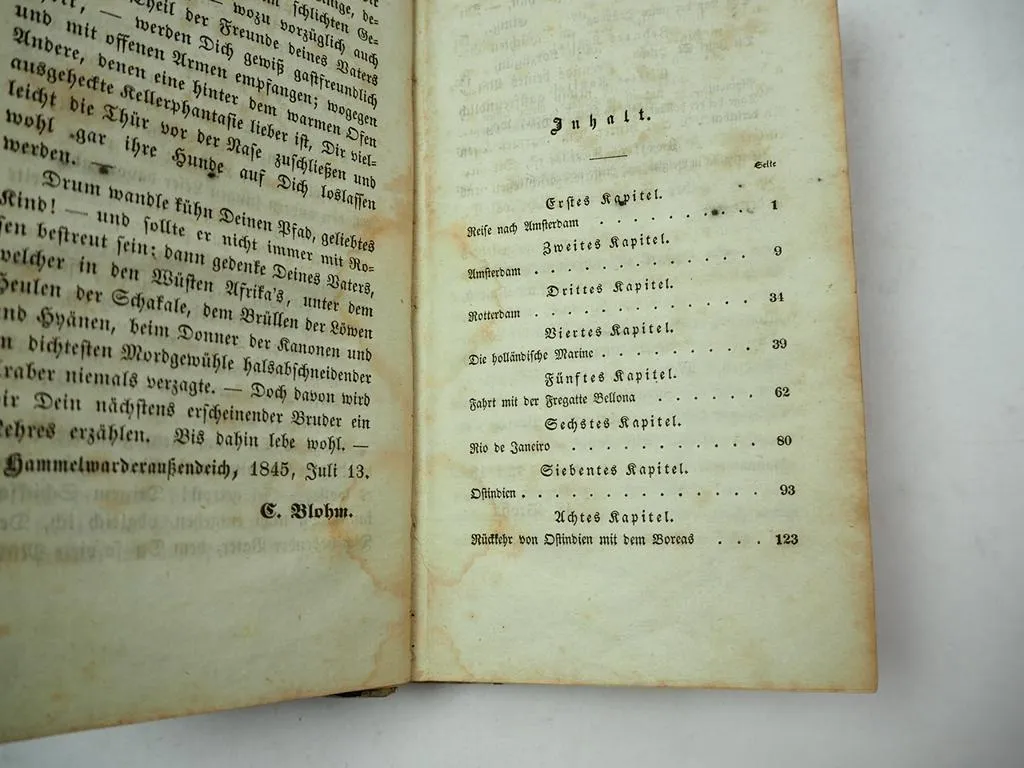 schlichten Ge-
— wozu vorzüglich auch
Theil der Freunde deines Vaters
— werden Dich gewiß gastfreundlich
und mit offenen Armen empfangen; wogegen
Andere, denen eine hinter dem warmen Ofen
ausgeheckte Kellerphantasie lieber ist, Dir viel-
leicht die Thür vor der Nase zuschließen und
wohl gar ihre Hunde auf Dich loslassen
werden. —
Drum wandle kühn Deinen Pfad, geliebtes
Kind! — und sollte er nicht immer mit Ro-
sen bestreut sein; dann gedenke Deines Vaters,
welcher in den Wüsten Afrika's, unter dem
Heulen der Schakale, dem Brüllen der Löwen
und Hyänen, beim Donner der Kanonen und
m dichtesten Mordgewühle halsabschneidender
Araber niemals verzagte. — Doch davon wird
Dir Dein nächstens erscheinender Bruder ein
Mehres erzählen. Bis dahin lebe wohl. —
Hammelwarderaußendeich, 1845, Juli 13.
C. Blohm.
Inhalt.
Seite
Erstes Kapitel.
Reise nach Amsterdam . . . . . . . . 1
Zweites Kapitel.
Amsterdam . . . . . . . . . . . . 9
Drittes Kapitel.
Rotterdam . . . . . . . . . . . . 34
Viertes Kapitel.
Die holländische Marine . . . . . . . . 39
Fünftes Kapitel.
Fahrt mit der Fregatte Bellona . . . . . . 62
Sechstes Kapitel.
Rio de Janeiro . . . . . . . . . . 80
Siebentes Kapitel.
Ostindien . . . . . . . . . . . . . 93
Achtes Kapitel.
Rückkehr von Ostindien mit dem Boreas . . . 123